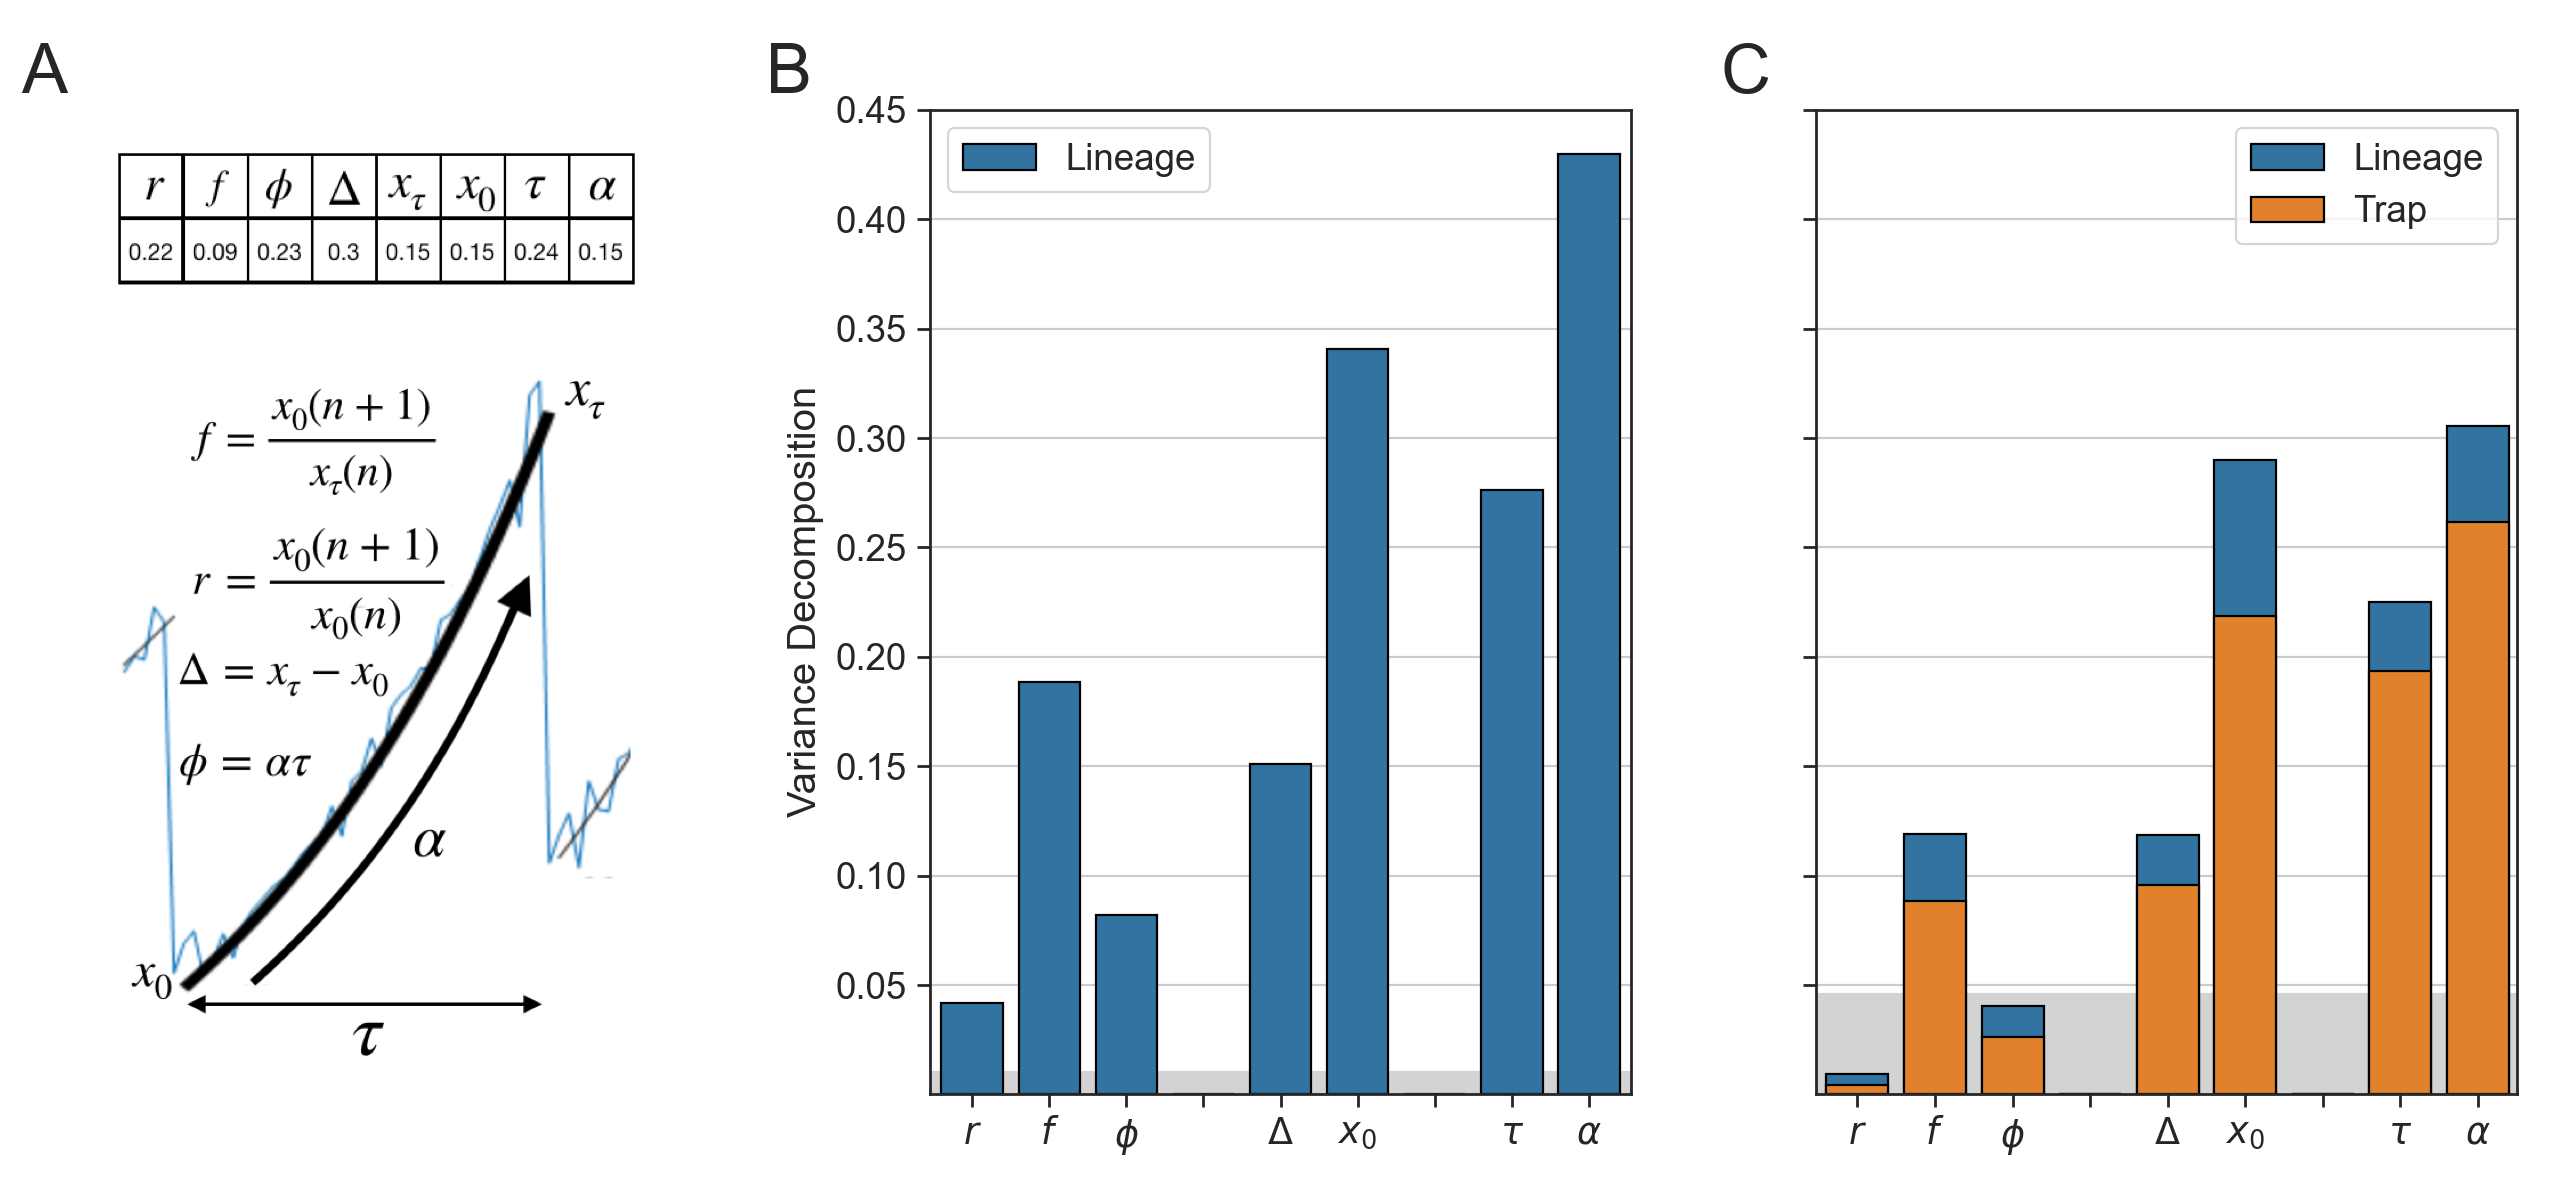 A
r f ϕ Δ x_τ x_0 τ α
0.22 0.09 0.23 0.3 0.15 0.15 0.24 0.15
x_τ
f = x_0(n + 1) / x_τ(n)
r = x_0(n + 1) / x_0(n)
Δ = x_τ − x_0
ϕ = ατ
α
x_0
τ
B
Variance Decomposition
0.45
0.40
0.35
0.30
0.25
0.20
0.15
0.10
0.05
Lineage
r f ϕ Δ x_0 τ α
C
Lineage
Trap
r f ϕ Δ x_0 τ α